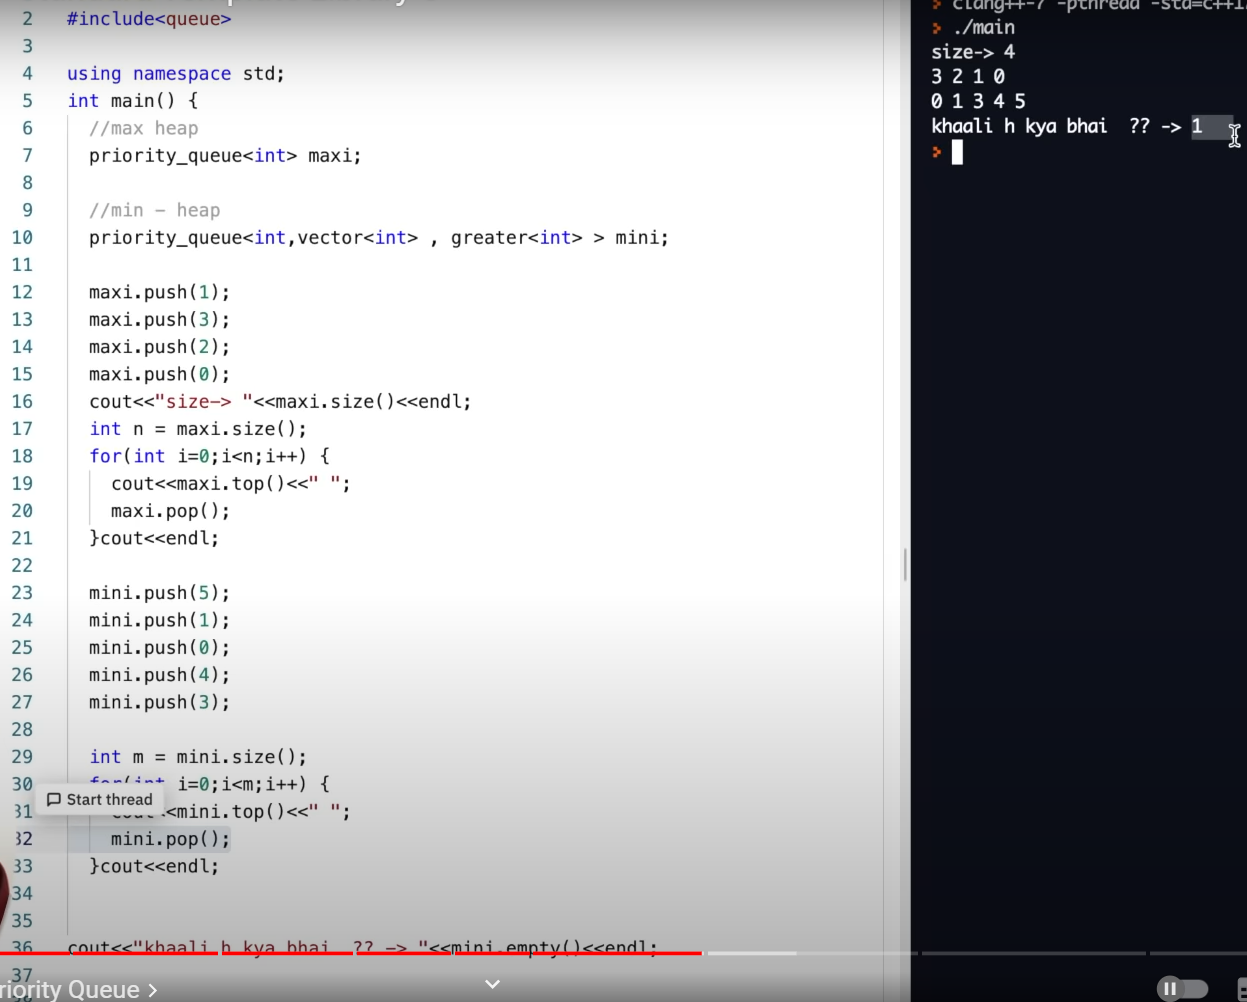 2 #include<queue>
3
4 using namespace std;
5 int main() {
6 //max heap
7 priority_queue<int> maxi;
8
9 //min - heap
10 priority_queue<int,vector<int> , greater<int> > mini;
11
12 maxi.push(1);
13 maxi.push(3);
14 maxi.push(2);
15 maxi.push(0);
16 cout<<"size-> "<<maxi.size()<<endl;
17 int n = maxi.size();
18 for(int i=0;i<n;i++) {
19 cout<<maxi.top()<<" ";
20 maxi.pop();
21 }cout<<endl;
22
23 mini.push(5);
24 mini.push(1);
25 mini.push(0);
26 mini.push(4);
27 mini.push(3);
28
29 int m = mini.size();
30 for(int i=0;i<m;i++) {
Start thread
31 cout<<mini.top()<<" ";
32 mini.pop();
33 }cout<<endl;
34
35
36 cout<<"khaali h kya bhai  ?? -> "<<mini.empty()<<endl;
37
riority Queue >
> clang++-7 -pthread -std=c++1
> ./main
size-> 4
3 2 1 0
0 1 3 4 5
khaali h kya bhai  ?? -> 1
>